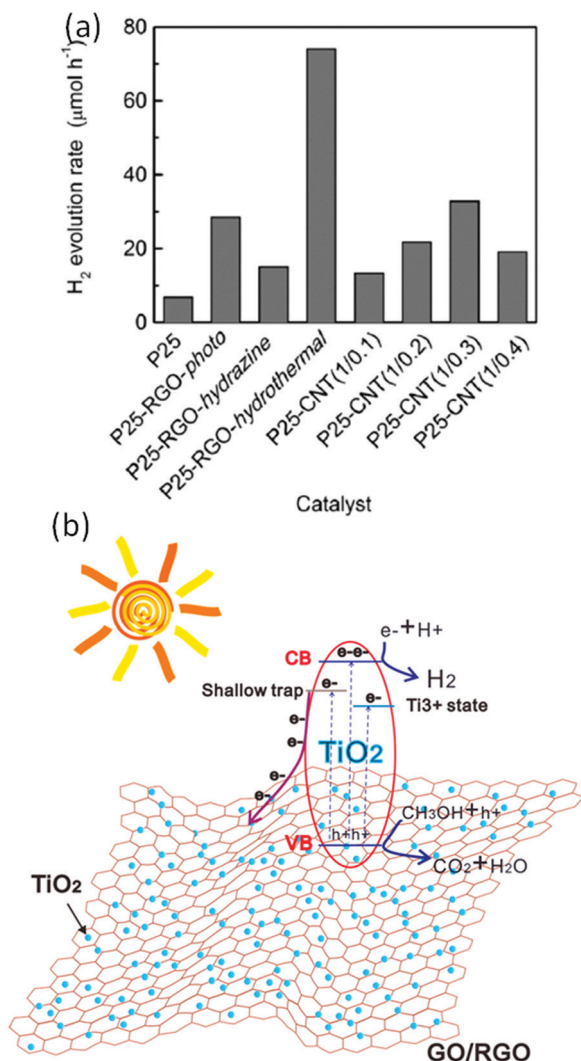 (a)
80
60
40
20
0
H2 evolution rate (μmol h-1)
P25
P25-RGO-photo
P25-RGO-hydrazine
P25-RGO-hydrothermal
P25-CNT(1/0.1)
P25-CNT(1/0.2)
P25-CNT(1/0.3)
P25-CNT(1/0.4)
Catalyst
(b)
e-+H+
CB
e-e-
H2
Shallow trap
e-
e-
Ti3+ state
e-
e-
TiO2
e-
e-
CH3OH+h+
VB
h+h+
CO2+H2O
TiO2
GO/RGO